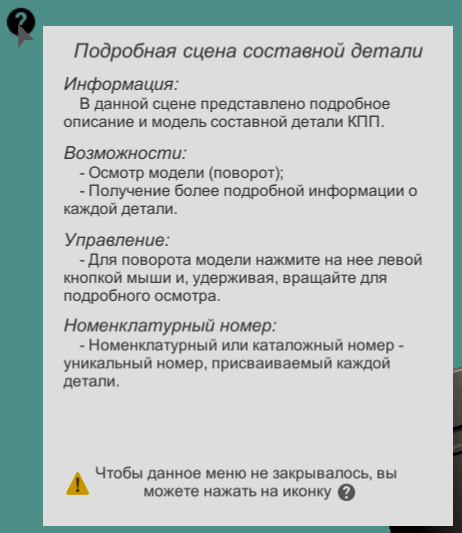 Подробная сцена составной детали
Информация:
В данной сцене представлено подробное
описание и модель составной детали КПП.
Возможности:
- Осмотр модели (поворот);
- Получение более подробной информации о
каждой детали.
Управление:
- Для поворота модели нажмите на нее левой
кнопкой мыши и, удерживая, вращайте для
подробного осмотра.
Номенклатурный номер:
- Номенклатурный или каталожный номер -
уникальный номер, присваиваемый каждой
детали.
Чтобы данное меню не закрывалось, вы
можете нажать на иконку ?